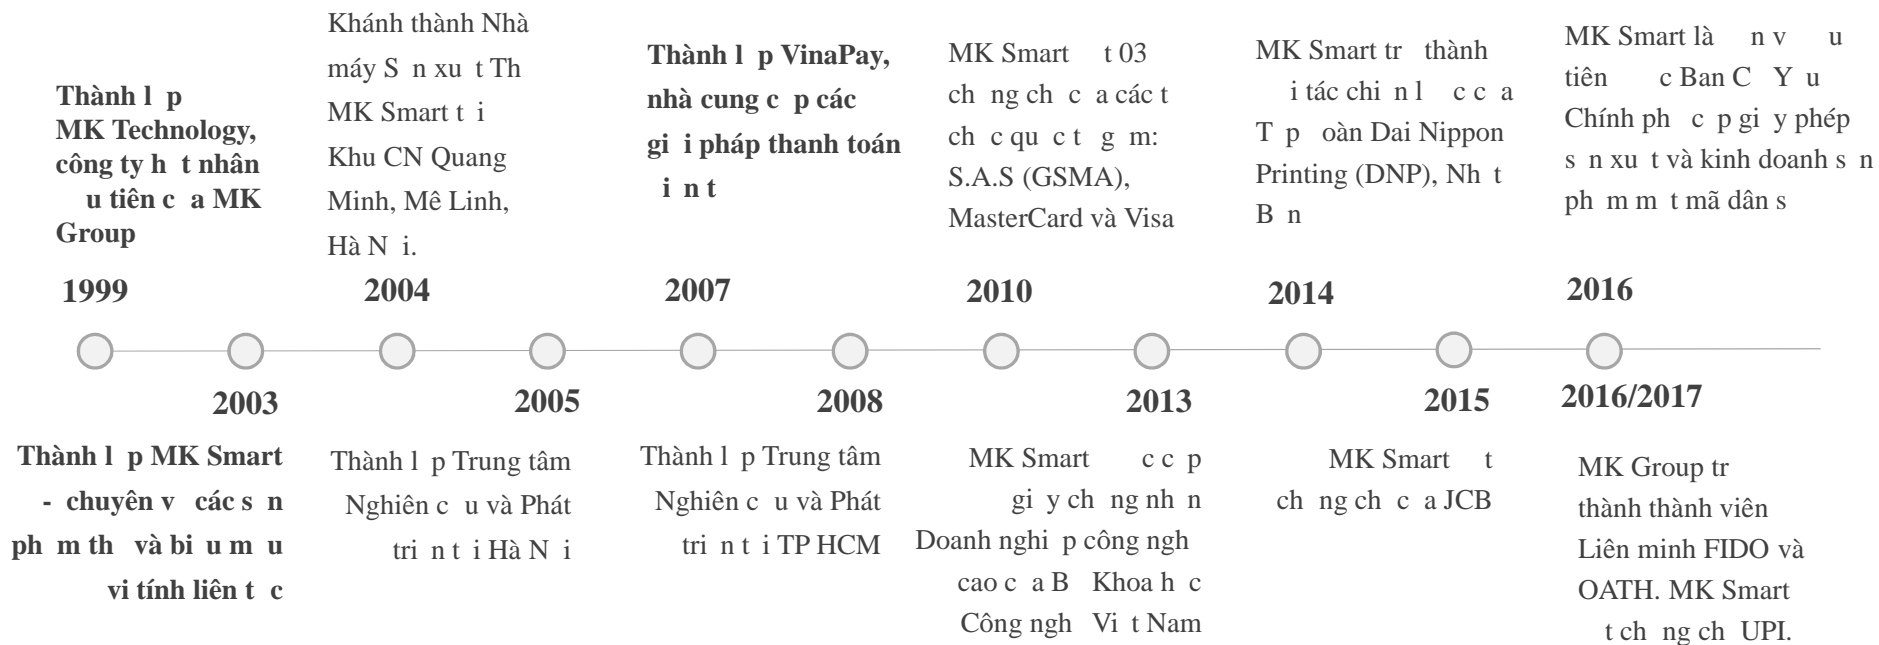 Thành l p
MK Technology,
công ty h t nhân
u tiên c a MK
Group
1999
Khánh thành Nhà
máy S n xu t Th
MK Smart t i
Khu CN Quang
Minh, Mê Linh,
Hà N i.
2004
Thành l p VinaPay,
nhà cung c p các
gi i pháp thanh toán
i n t
2007
MK Smart t 03
ch ng ch c a các t
ch c qu c t g m:
S.A.S (GSMA),
MasterCard và Visa
2010
MK Smart tr thành
i tác chi n l c c a
T p oàn Dai Nippon
Printing (DNP), Nh t
B n
2014
MK Smart là n v u
tiên c Ban C Y u
Chính ph c p gi y phép
s n xu t và kinh doanh s n
ph m m t mã dân s
2016
2003
Thành l p MK Smart
- chuyên v các s n
ph m th và bi u m u
vi tính liên t c
2005
Thành l p Trung tâm
Nghiên c u và Phát
tri n t i Hà N i
2008
Thành l p Trung tâm
Nghiên c u và Phát
tri n t i TP HCM
2013
MK Smart c c p
gi y ch ng nh n
Doanh nghi p công ngh
cao c a B Khoa h c
Công ngh Vi t Nam
2015
MK Smart t
ch ng ch c a JCB
2016/2017
MK Group tr
thành thành viên
Liên minh FIDO và
OATH. MK Smart
t ch ng ch UPI.